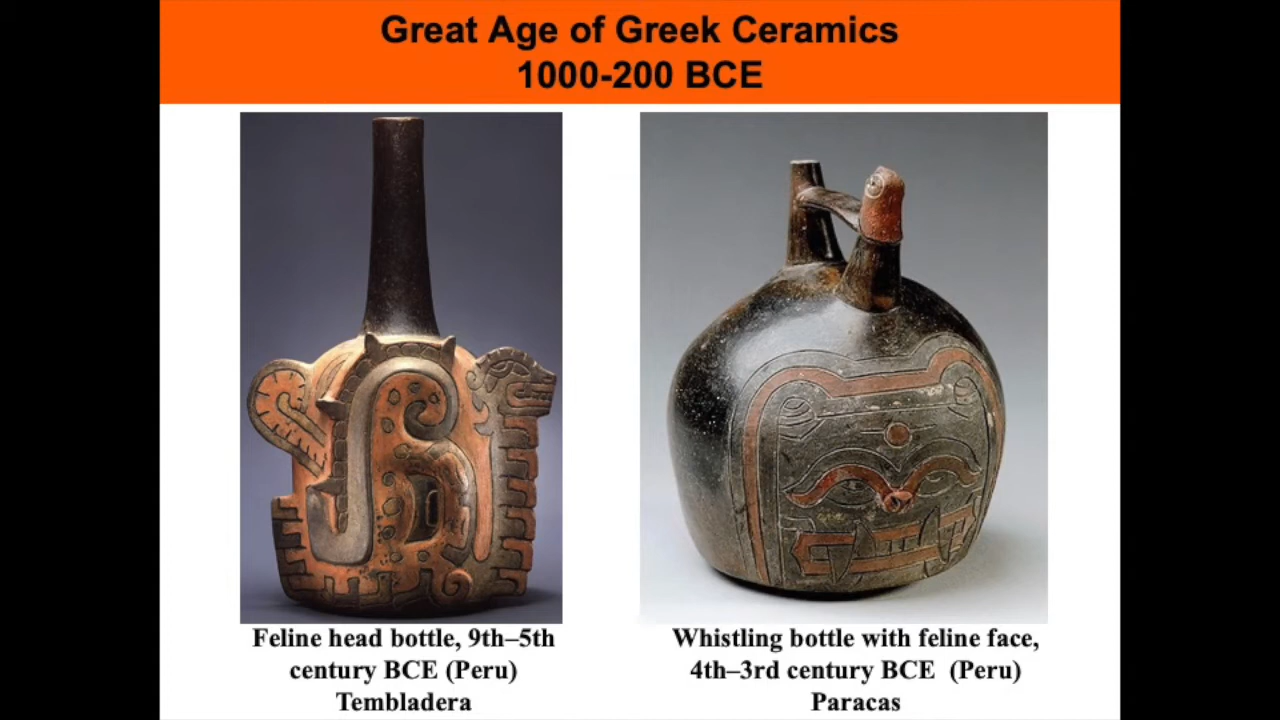 Great Age of Greek Ceramics
1000-200 BCE
Feline head bottle, 9th–5th
century BCE (Peru)
Tembladera
Whistling bottle with feline face,
4th–3rd century BCE  (Peru)
Paracas